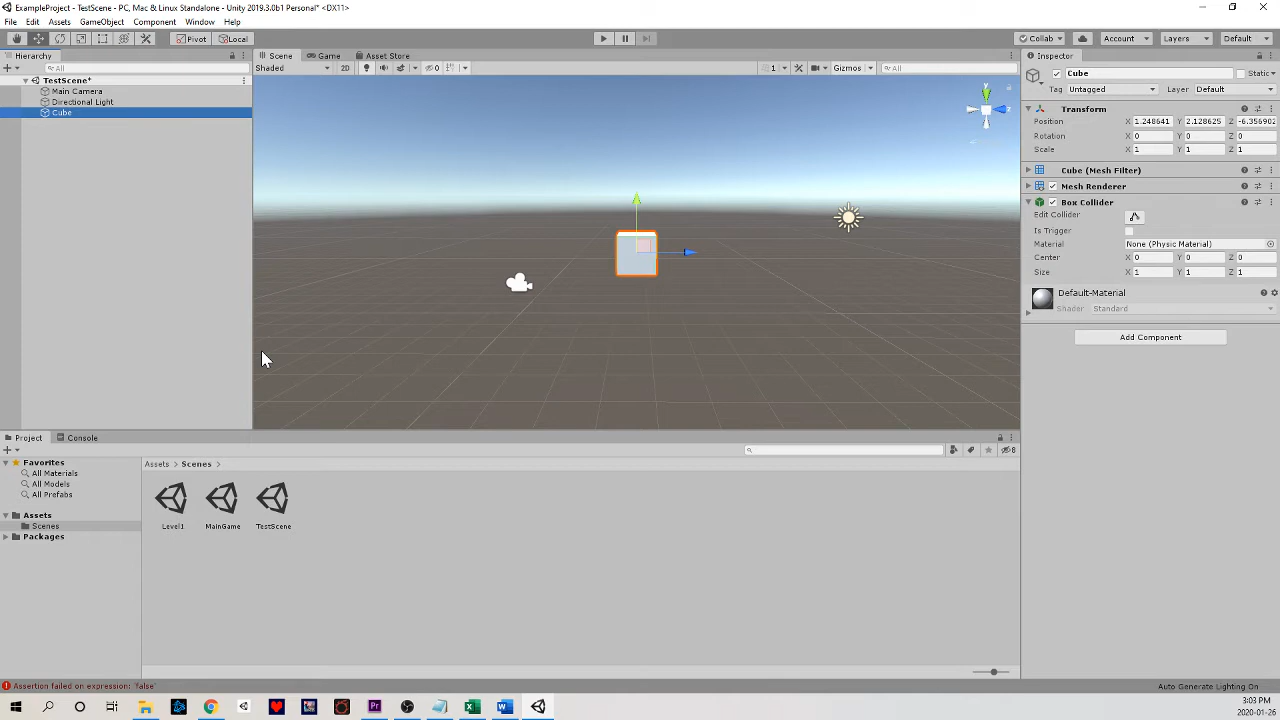 ExampleProject - TestScene - PC, Mac & Linux Standalone - Unity 2019.3.0b1 Personal* <DX11>
File Edit Assets GameObject Component Window Help
Pivot Local Collab Account Layers Default
Hierarchy
All
TestScene*
Main Camera
Directional Light
Cube
Scene Game Asset Store
Shaded 2D 0 1 Gizmos All
Inspector
Cube Static
Tag Untagged Layer Default
Transform
Position X 1.248641 Y 2.128625 Z -6.356902
Rotation X 0 Y 0 Z 0
Scale X 1 Y 1 Z 1
Cube (Mesh Filter)
Mesh Renderer
Box Collider
Edit Collider
Is Trigger
Material None (Physic Material)
Center X 0 Y 0 Z 0
Size X 1 Y 1 Z 1
Default-Material
Shader Standard
Add Component
Project Console
8
Favorites
All Materials
All Models
All Prefabs
Assets
Scenes
Packages
Assets > Scenes >
Level1 MainGame TestScene
Assertion failed on expression: 'false'
Auto Generate Lighting On
3:03 PM
2020-01-26